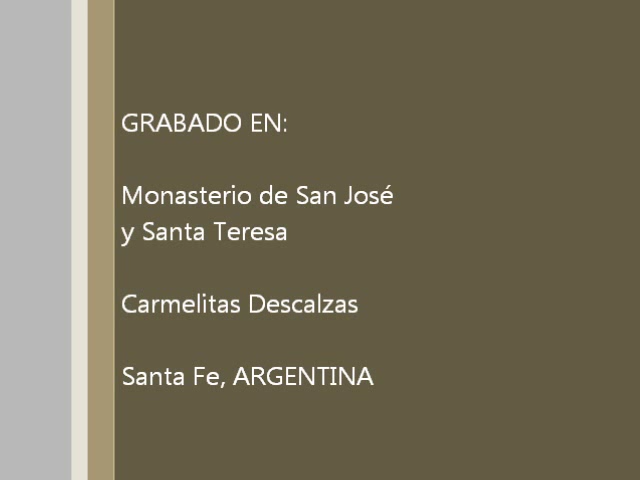 GRABADO EN:
Monasterio de San José
y Santa Teresa
Carmelitas Descalzas
Santa Fe, ARGENTINA